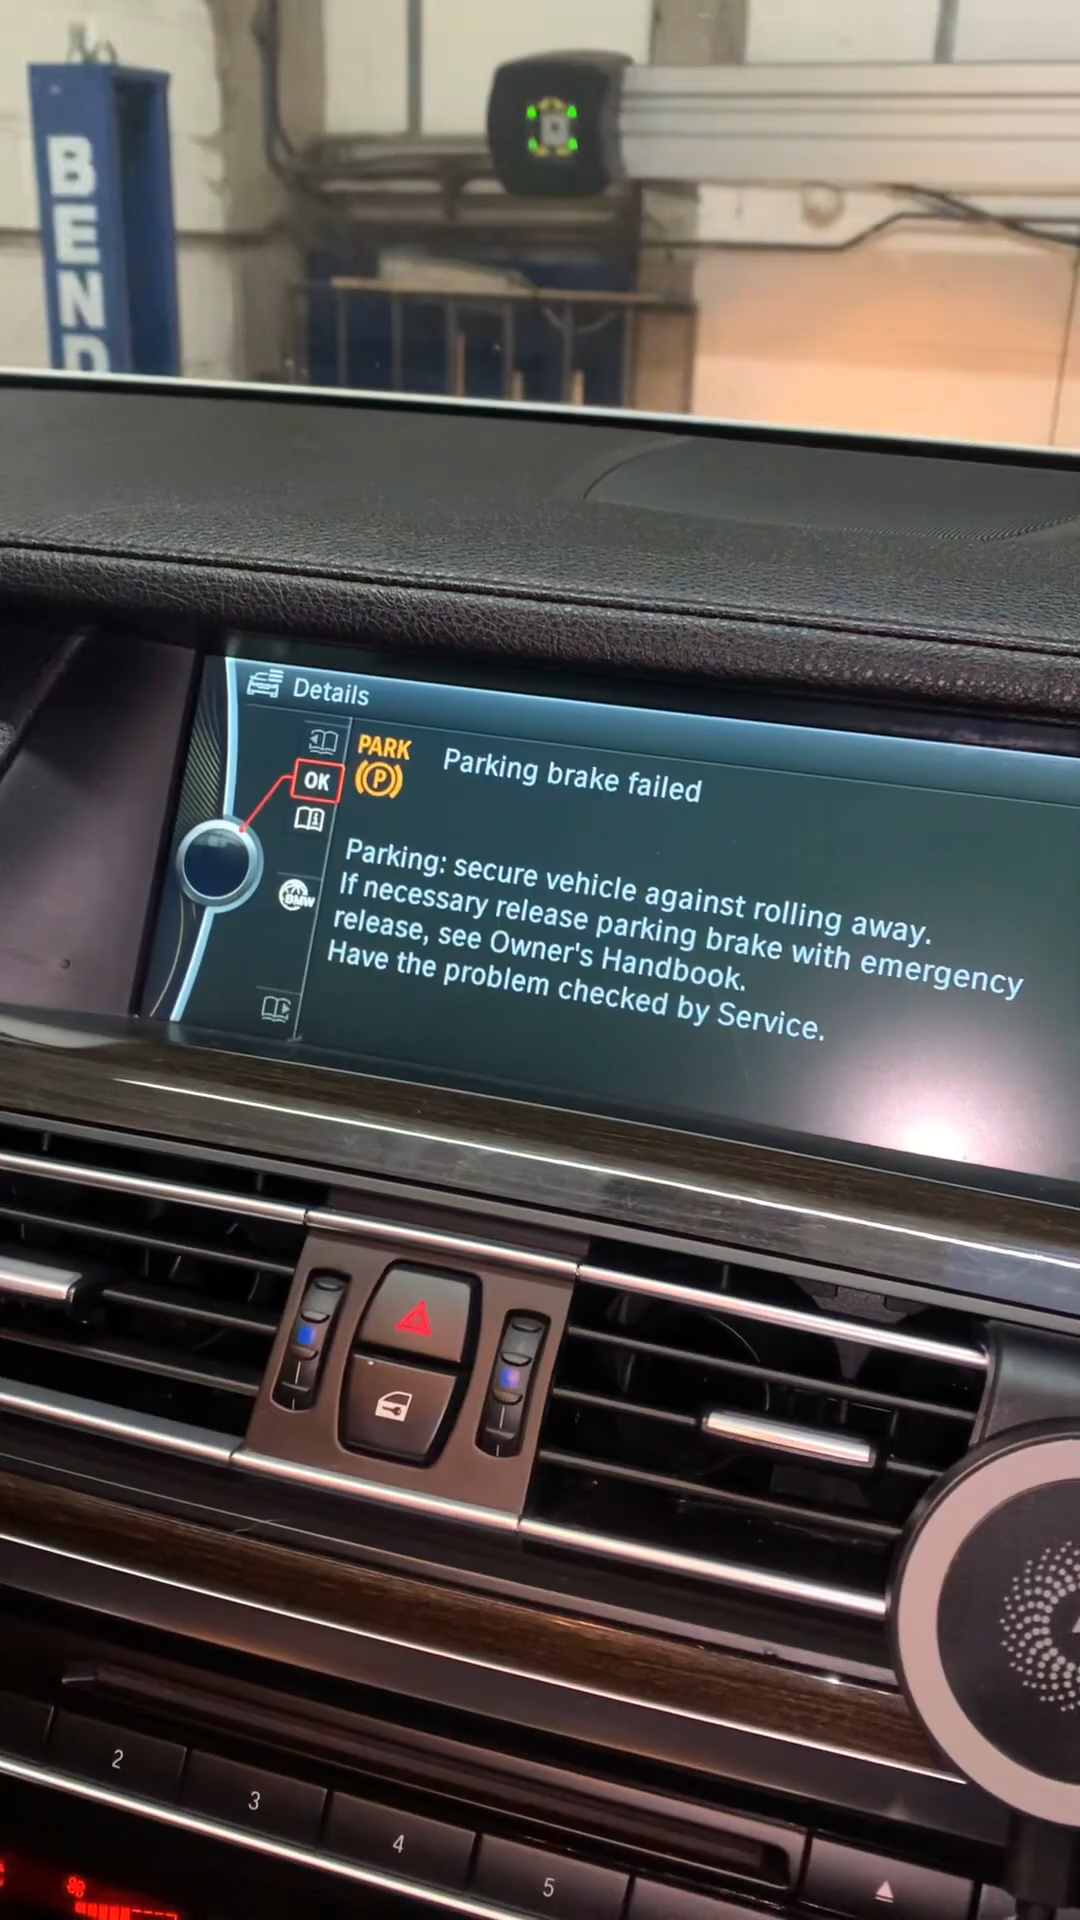 BEND
Details
PARK
Parking brake failed
OK
P
Parking: secure vehicle against rolling away.
If necessary release parking brake with emergency
release, see Owner's Handbook.
Have the problem checked by Service.
BMW
2
3
4
5